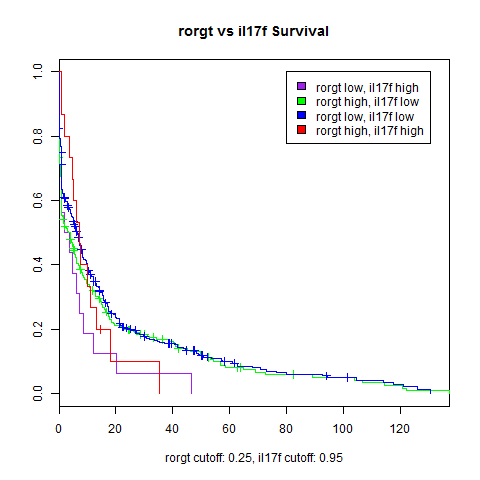 rorgt vs il17f Survival
rorgt low, il17f high
rorgt high, il17f low
rorgt low, il17f low
rorgt high, il17f high
1.0
0.8
0.6
0.4
0.2
0.0
0 20 40 60 80 100 120
rorgt cutoff: 0.25, il17f cutoff: 0.95